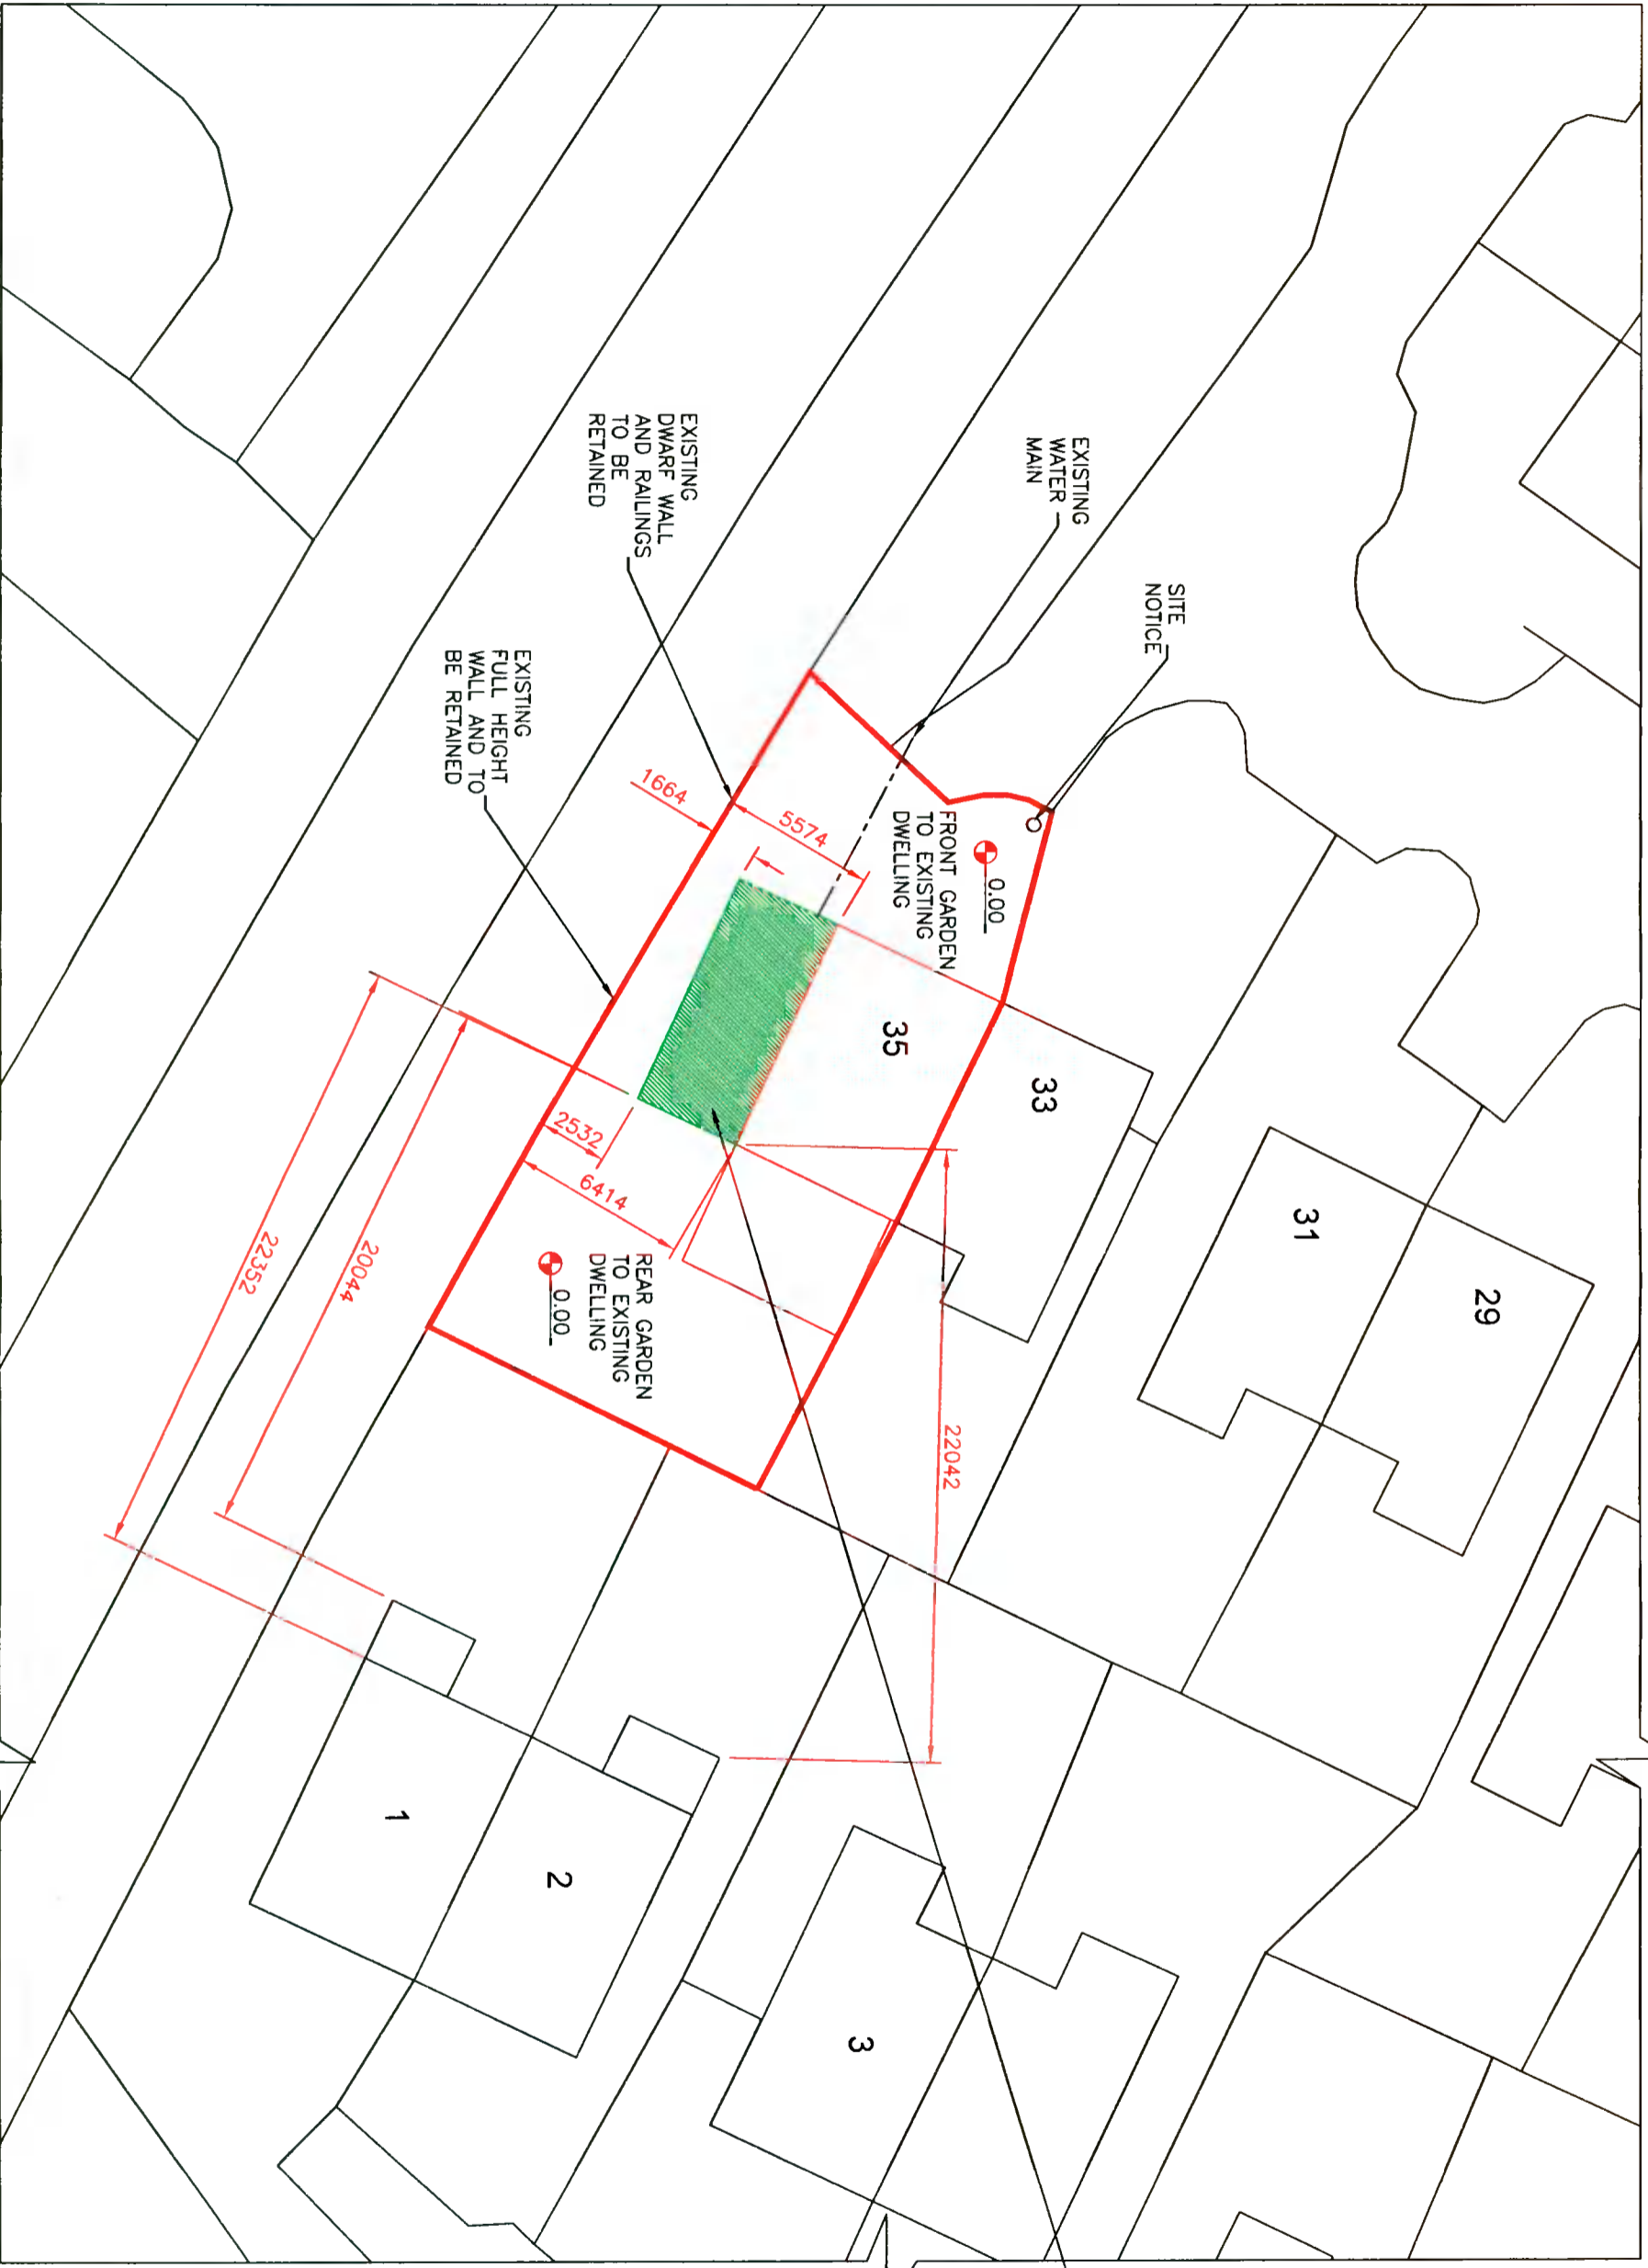 SITE
NOTICE
EXISTING
WATER
MAIN
EXISTING
DWARF WALL
AND RAILINGS
TO BE
RETAINED
EXISTING
FULL HEIGHT
WALL AND TO
BE RETAINED
0.00
FRONT GARDEN
TO EXISTING
DWELLING
1664
5574
35
33
31
29
2532
6414
REAR GARDEN
TO EXISTING
DWELLING
0.00
22042
20044
22352
1
2
3